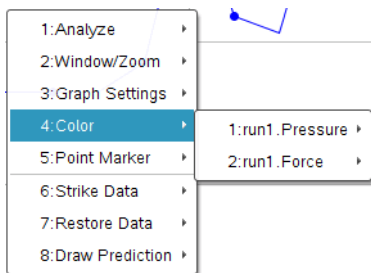 1:Analyze
2:Window/Zoom
3:Graph Settings
4:Color
5:Point Marker
6:Strike Data
7:Restore Data
8:Draw Prediction
1:run1.Pressure
2:run1.Force